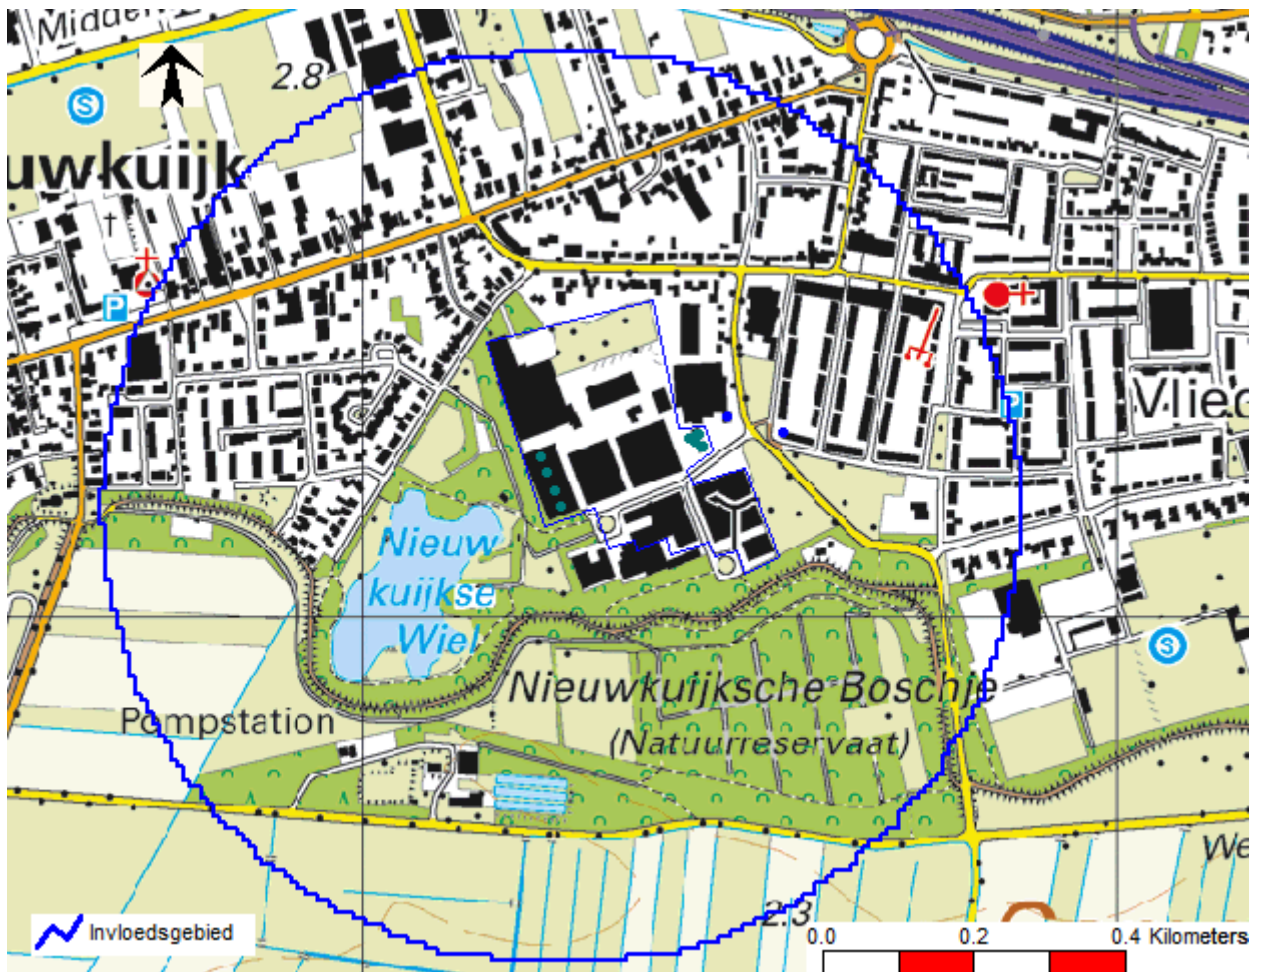 Midden
2.8
S
uwkuijk
P
P
Vlied
Nieuw
kuijkse
Wiel
S
Nieuwkuijksche Boschje
(Natuurreservaat)
Pompstation
We
2.3
Invloedsgebied
0.0 0.2 0.4 Kilometers